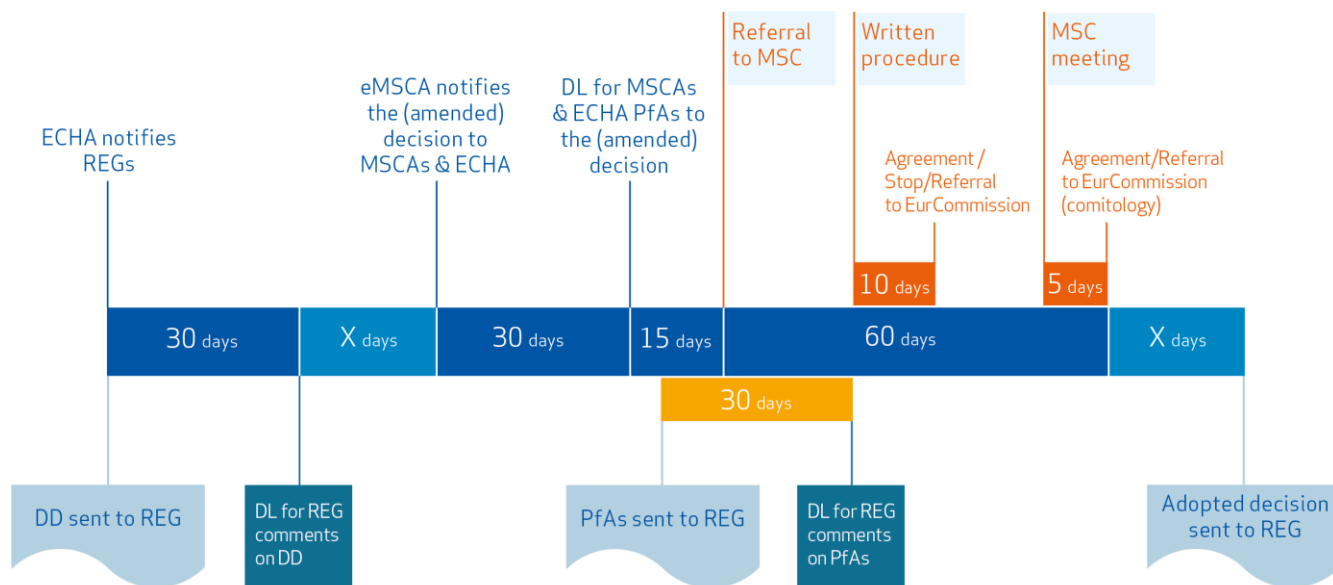 Referral
to MSC
Written
procedure
MSC
meeting
ECHA notifies
REGs
eMSCA notifies
the (amended)
decision to
MSCAs & ECHA
DL for MSCAs
& ECHA PfAs to
the (amended)
decision
Agreement /
Stop/Referral
to EurCommission
Agreement/Referral
to EurCommission
(comitology)
10 days
5 days
30 days
X days
30 days
15 days
60 days
X days
30 days
DD sent to REG
DL for REG
comments
on DD
PfAs sent to REG
DL for REG
comments
on PfAs
Adopted decision
sent to REG